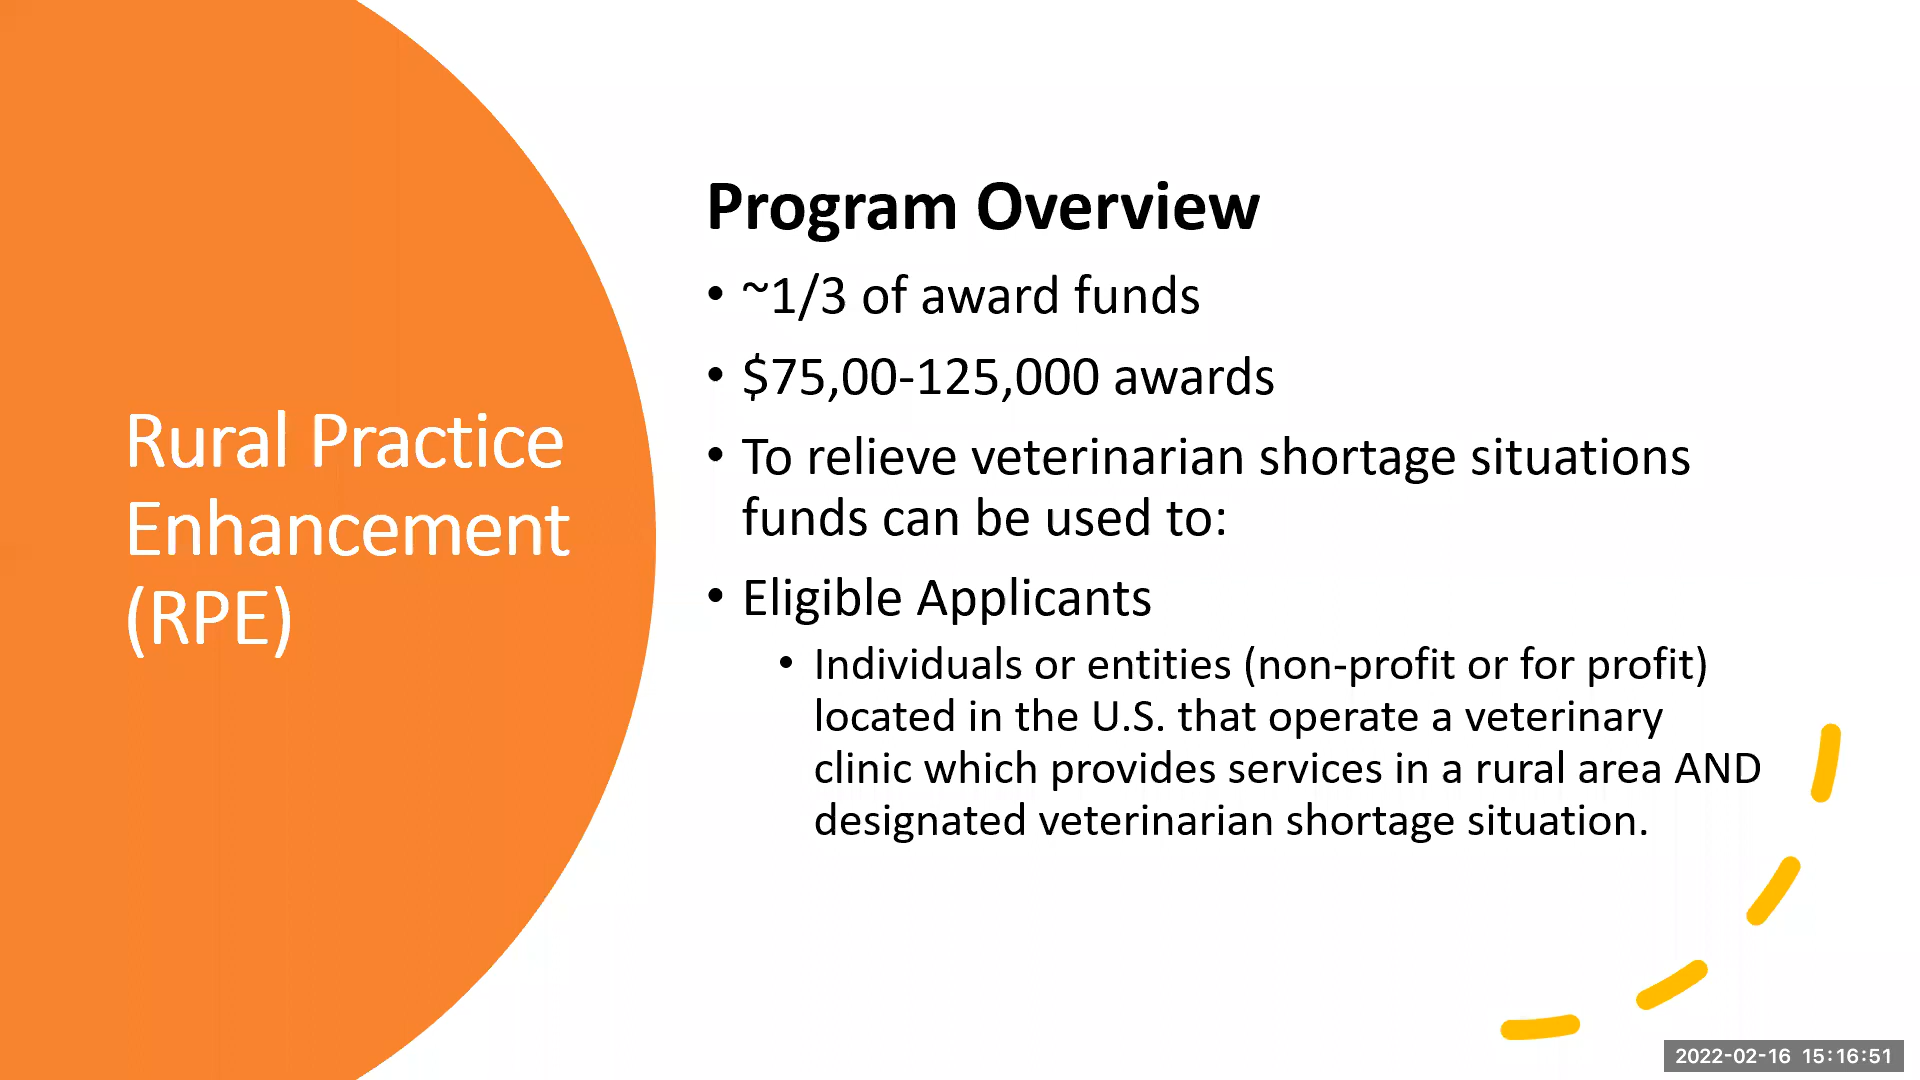 Rural Practice
Enhancement
(RPE)
Program Overview
• ~1/3 of award funds
• $75,00-125,000 awards
• To relieve veterinarian shortage situations
funds can be used to:
• Eligible Applicants
• Individuals or entities (non-profit or for profit)
located in the U.S. that operate a veterinary
clinic which provides services in a rural area AND
designated veterinarian shortage situation.
2022-02-16 15:16:51